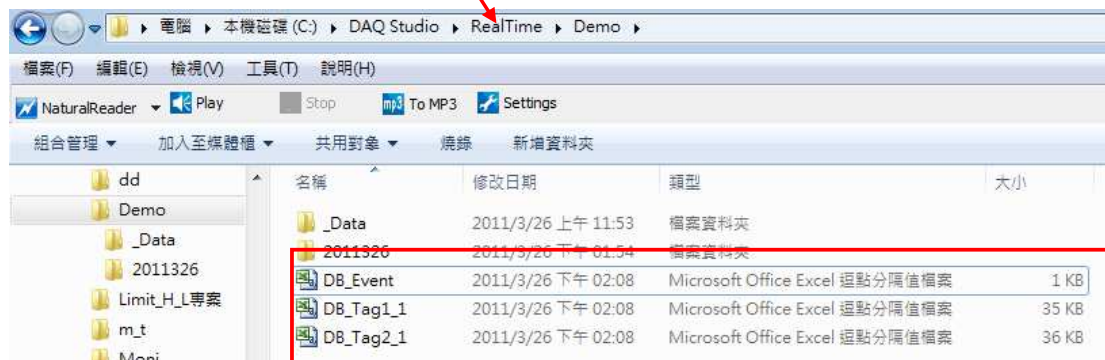 電腦 ▸ 本機磁碟 (C:) ▸ DAQ Studio ▸ RealTime ▸ Demo ▸
檔案(F) 編輯(E) 檢視(V) 工具(T) 說明(H)
NaturalReader Play Stop mp3 To MP3 Settings
組合管理 加入至媒體櫃 共用對象 燒錄 新增資料夾
dd
Demo
_Data
2011326
Limit_H_L專案
m_t
Moni
名稱 修改日期 類型 大小
_Data 2011/3/26 上午 11:53 檔案資料夾
2011326 2011/3/26 下午 01:54 檔案資料夾
DB_Event 2011/3/26 下午 02:08 Microsoft Office Excel 逗點分隔值檔案 1 KB
DB_Tag1_1 2011/3/26 下午 02:08 Microsoft Office Excel 逗點分隔值檔案 35 KB
DB_Tag2_1 2011/3/26 下午 02:08 Microsoft Office Excel 逗點分隔值檔案 36 KB